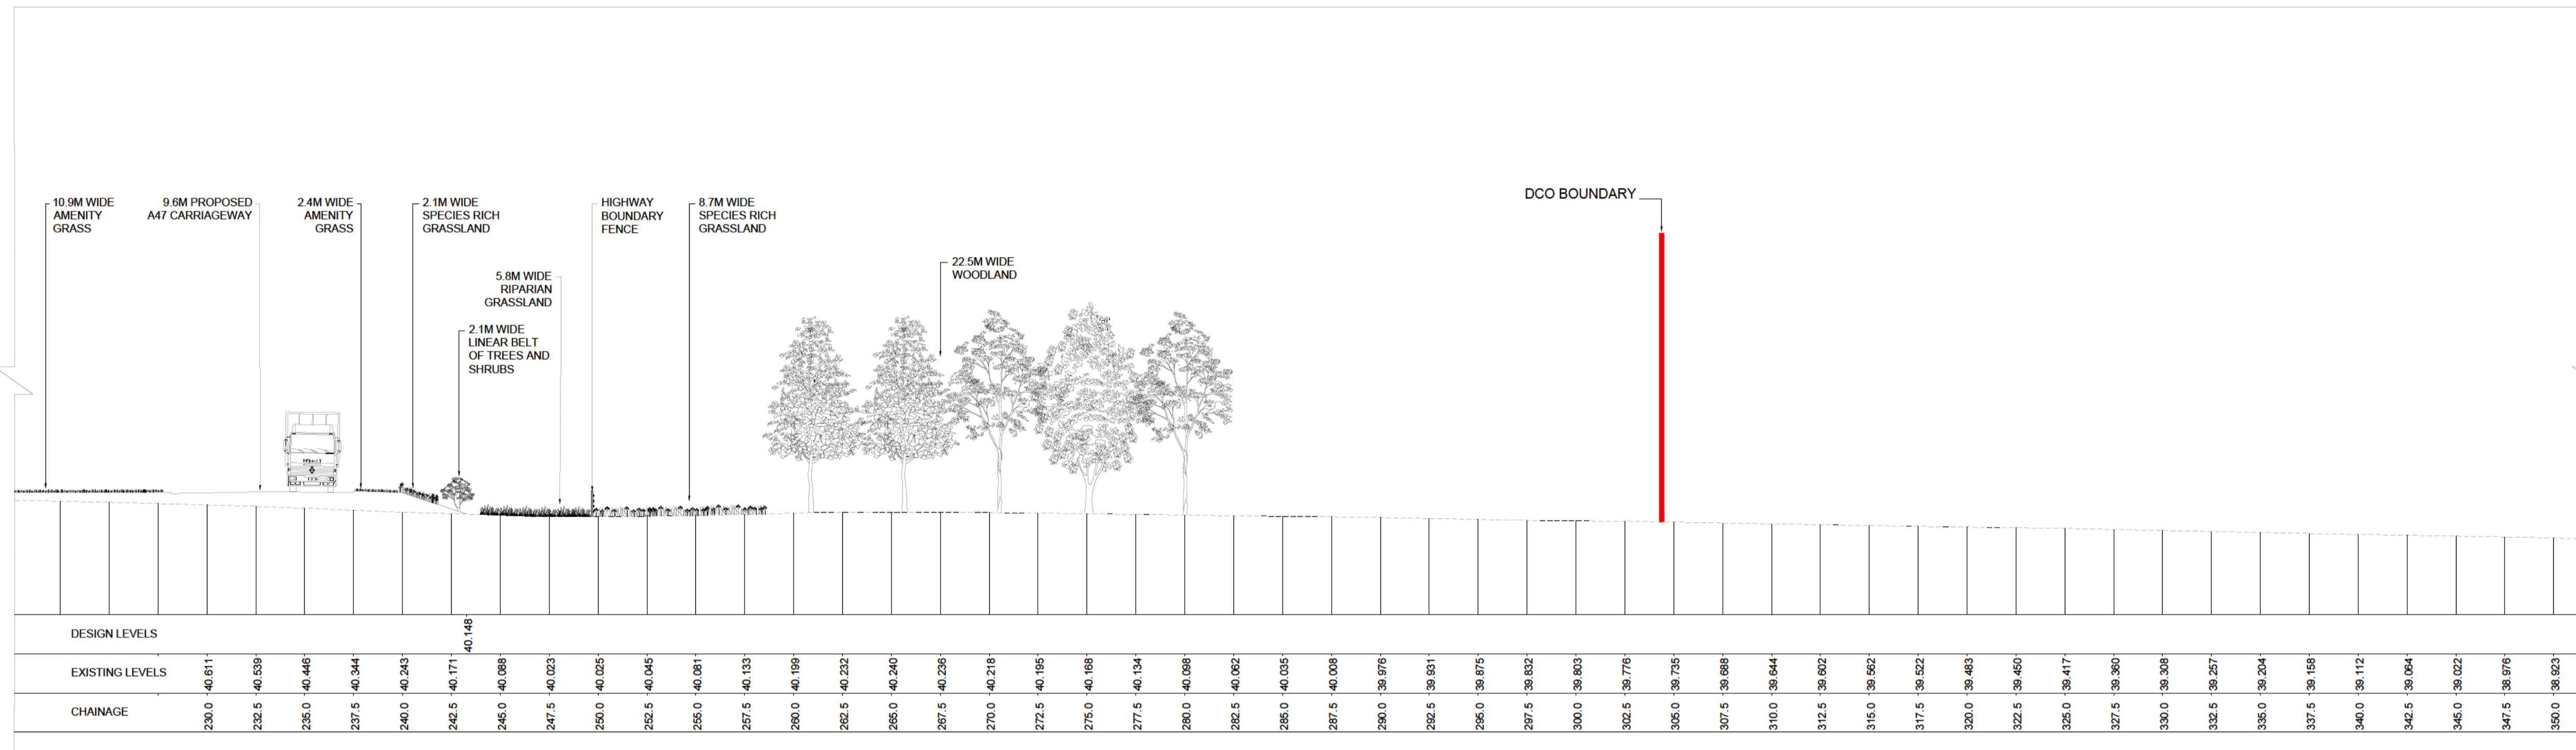 10.9M WIDE
AMENITY
GRASS
9.6M PROPOSED
A47 CARRIAGEWAY
2.4M WIDE
AMENITY
GRASS
2.1M WIDE
SPECIES RICH
GRASSLAND
HIGHWAY
BOUNDARY
FENCE
8.7M WIDE
SPECIES RICH
GRASSLAND
DCO BOUNDARY
22.5M WIDE
WOODLAND
5.8M WIDE
RIPARIAN
GRASSLAND
2.1M WIDE
LINEAR BELT
OF TREES AND
SHRUBS
DESIGN LEVELS 40.148
EXISTING LEVELS 40.611 40.539 40.446 40.344 40.243 40.171 40.088 40.023 40.025 40.045 40.081 40.133 40.199 40.232 40.240 40.236 40.218 40.195 40.168 40.134 40.098 40.062 40.035 40.008 39.976 39.931 39.875 39.832 39.803 39.776 39.735 39.688 39.644 39.602 39.562 39.522 39.483 39.450 39.417 39.360 39.308 39.257 39.204 39.158 39.112 39.064 39.022 38.976 38.923
CHAINAGE 230.0 232.5 235.0 237.5 240.0 242.5 245.0 247.5 250.0 252.5 255.0 257.5 260.0 262.5 265.0 267.5 270.0 272.5 275.0 277.5 280.0 282.5 285.0 287.5 290.0 292.5 295.0 297.5 300.0 302.5 305.0 307.5 310.0 312.5 315.0 317.5 320.0 322.5 325.0 327.5 330.0 332.5 335.0 337.5 340.0 342.5 345.0 347.5 350.0